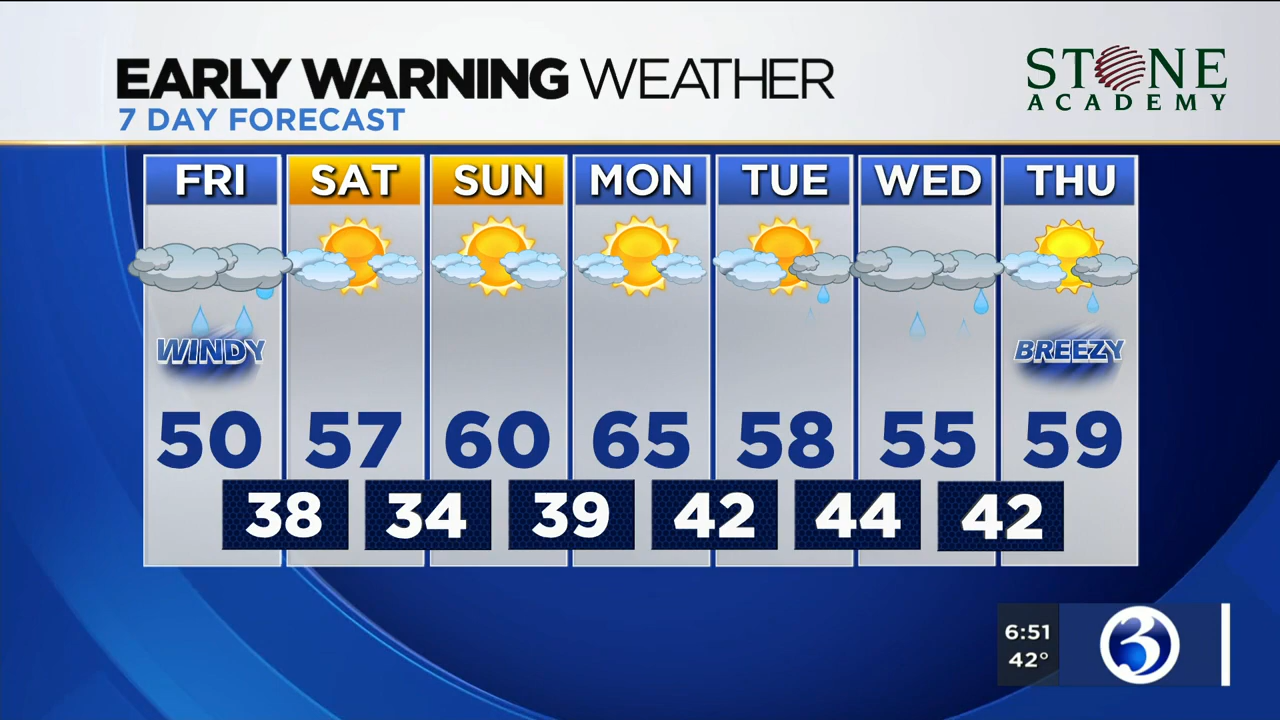 EARLY WARNING WEATHER
7 DAY FORECAST
STONE
ACADEMY
FRI SAT SUN MON TUE WED THU
WINDY BREEZY
50 57 60 65 58 55 59
38 34 39 42 44 42
6:51
42°
3